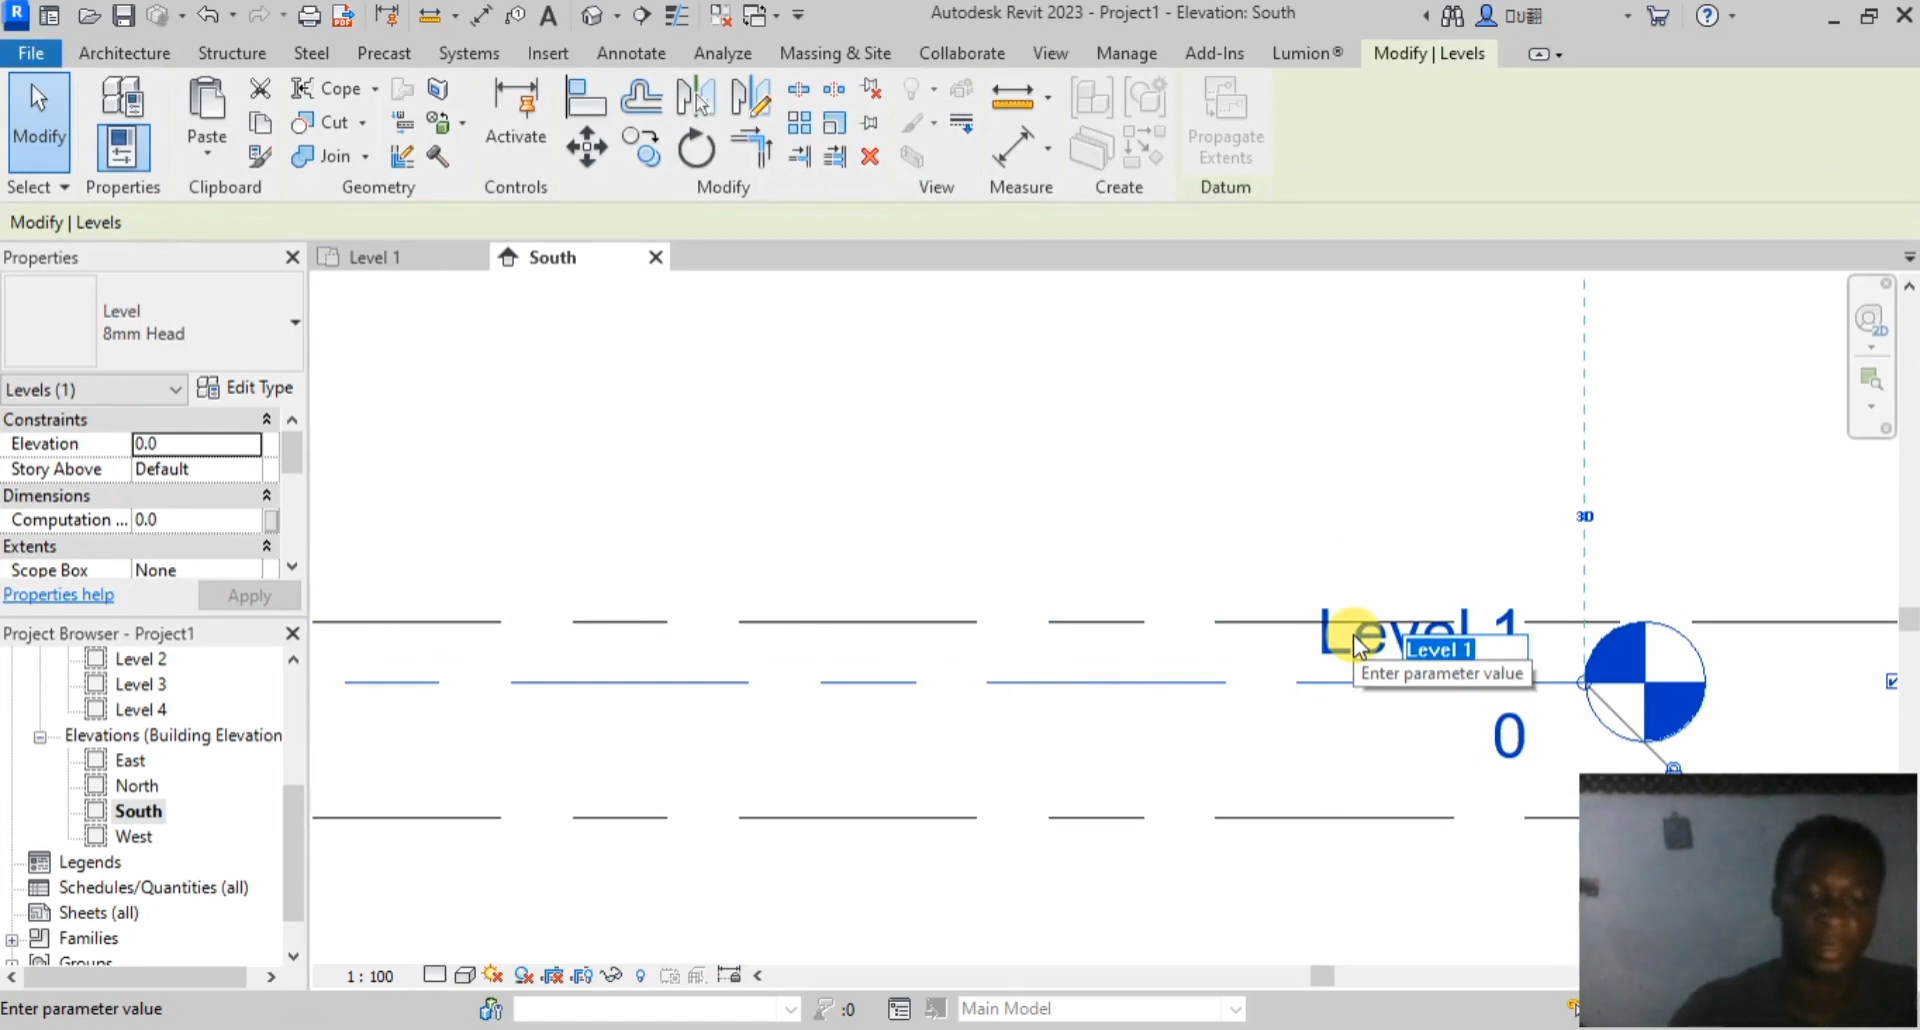 Autodesk Revit 2023 - Project1 - Elevation: South
File Architecture Structure Steel Precast Systems Insert Annotate Analyze Massing & Site Collaborate View Manage Add-Ins Lumion® Modify | Levels
Modify
Paste
Cope
Cut
Join
Activate
Propagate
Extents
Select Properties Clipboard Geometry Controls Modify View Measure Create Datum
Modify | Levels
Properties
Level 1
South
Level
8mm Head
Levels (1)
Edit Type
Constraints
Elevation 0.0
Story Above Default
Dimensions
Computation ... 0.0
Extents
Scope Box None
Properties help
Apply
Project Browser - Project1
Level 2
Level 3
Level 4
Elevations (Building Elevation
East
North
South
West
Legends
Schedules/Quantities (all)
Sheets (all)
Families
Groups
2D
3D
Level 1
Level 1
Enter parameter value
0
1 : 100
Enter parameter value
:0
Main Model